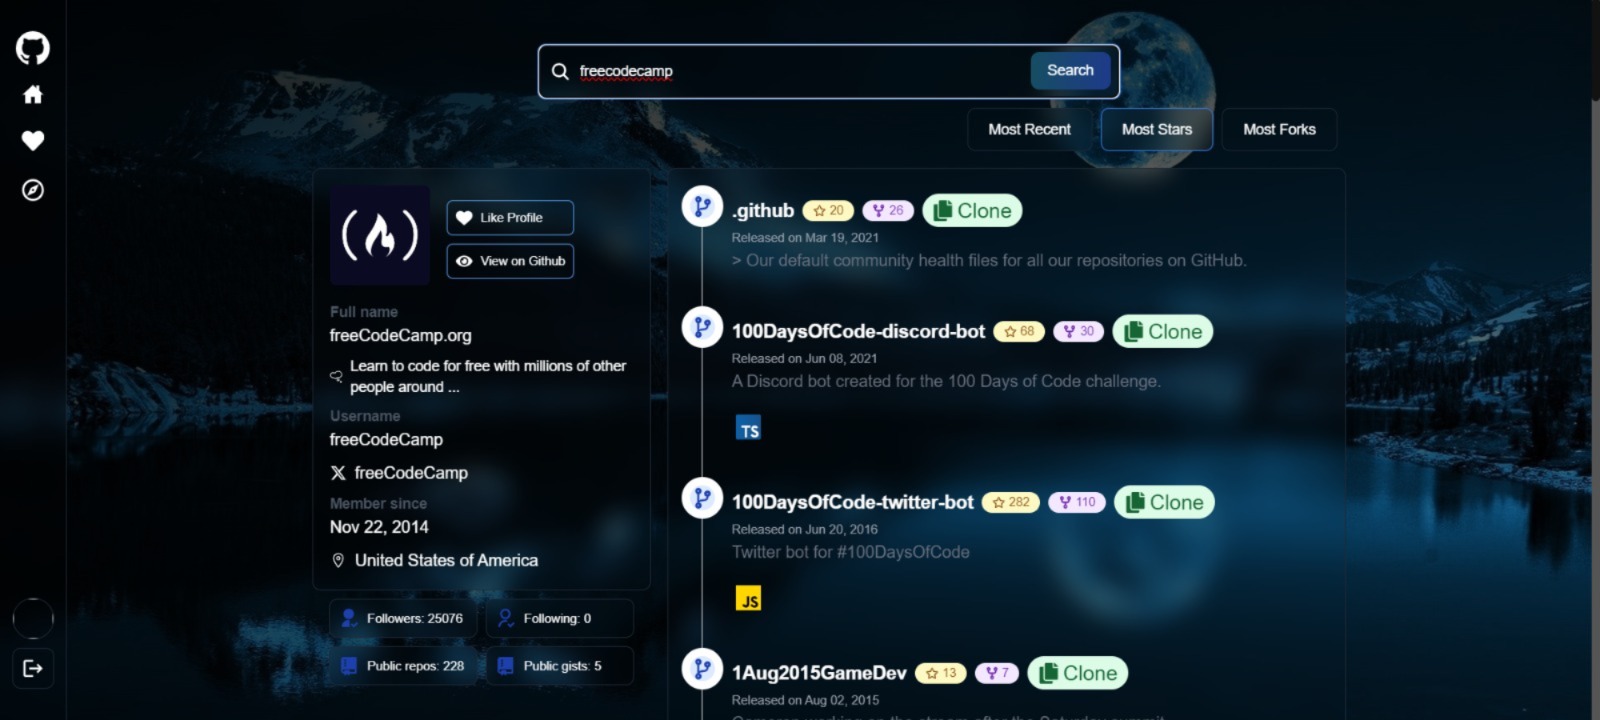 freecodecamp
Search
Most Recent
Most Stars
Most Forks
Like Profile
View on Github
Full name
freeCodeCamp.org
Learn to code for free with millions of other
people around ...
Username
freeCodeCamp
freeCodeCamp
Member since
Nov 22, 2014
United States of America
Followers: 25076
Following: 0
Public repos: 228
Public gists: 5
.github 20 26 Clone
Released on Mar 19, 2021
> Our default community health files for all our repositories on GitHub.
100DaysOfCode-discord-bot 68 30 Clone
Released on Jun 08, 2021
A Discord bot created for the 100 Days of Code challenge.
TS
100DaysOfCode-twitter-bot 282 110 Clone
Released on Jun 20, 2016
Twitter bot for #100DaysOfCode
JS
1Aug2015GameDev 13 7 Clone
Released on Aug 02, 2015